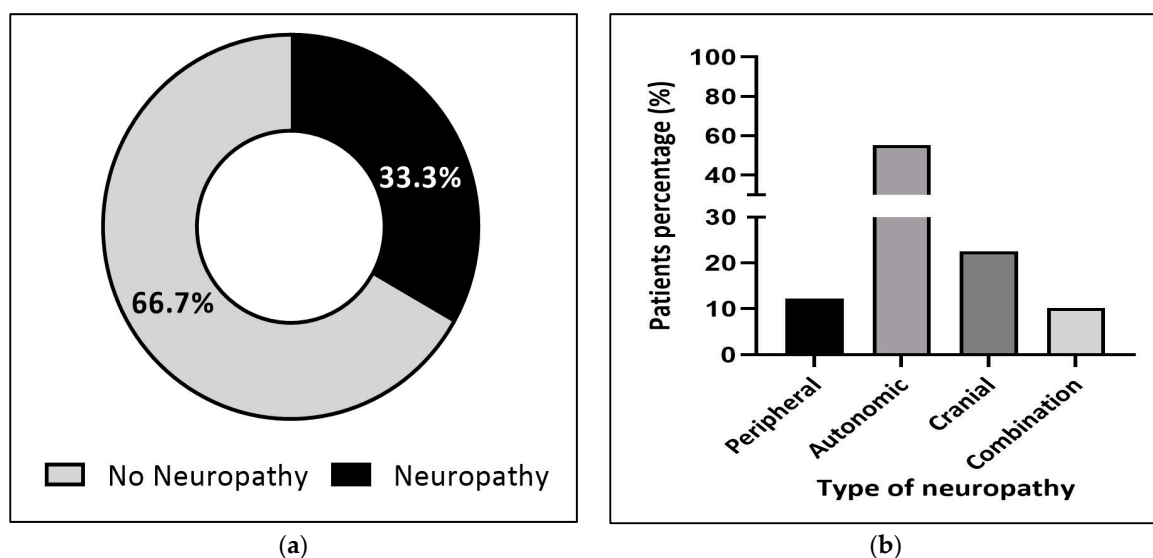 33.3%
66.7%
No Neuropathy Neuropathy
(a)
Patients percentage (%)
100
80
60
40
30
20
10
0
Peripheral
Autonomic
Cranial
Combination
Type of neuropathy
(b)